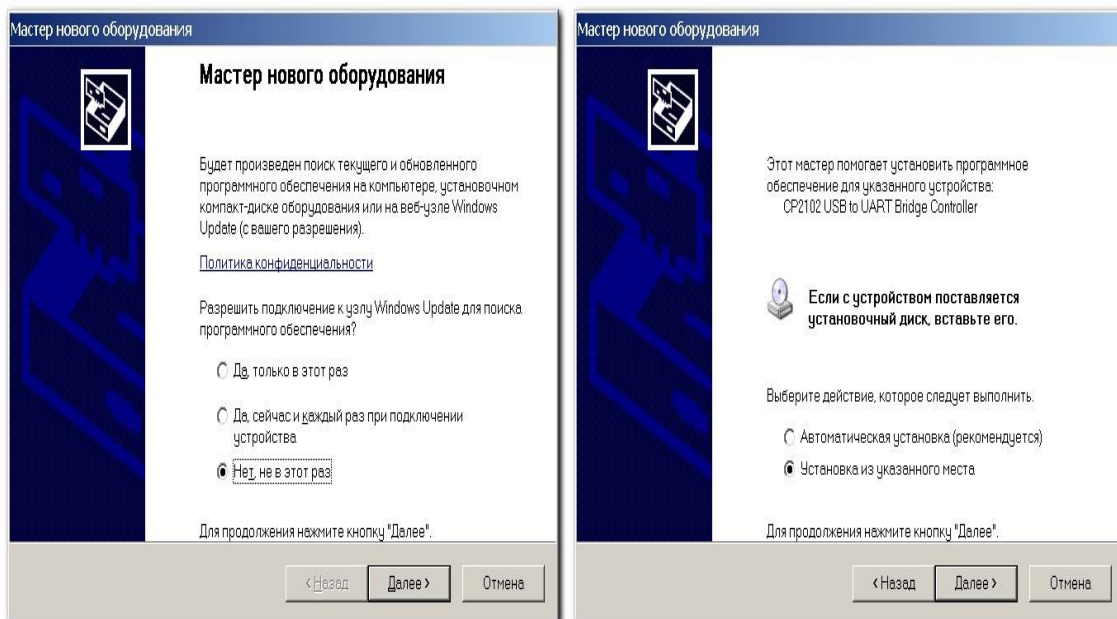 Мастер нового оборудования
Мастер нового оборудования
Будет произведен поиск текущего и обновленного
программного обеспечения на компьютере, установочном
компакт-диске оборудования или на веб-узле Windows
Update (с вашего разрешения).
Политика конфиденциальности
Разрешить подключение к узлу Windows Update для поиска
программного обеспечения?
Да, только в этот раз
Да, сейчас и каждый раз при подключении
устройства
Нет, не в этот раз
Для продолжения нажмите кнопку "Далее".
< Назад
Далее >
Отмена
Мастер нового оборудования
Этот мастер помогает установить программное
обеспечение для указанного устройства:
CP2102 USB to UART Bridge Controller
Если с устройством поставляется
установочный диск, вставьте его.
Выберите действие, которое следует выполнить.
Автоматическая установка (рекомендуется)
Установка из указанного места
Для продолжения нажмите кнопку "Далее".
< Назад
Далее >
Отмена